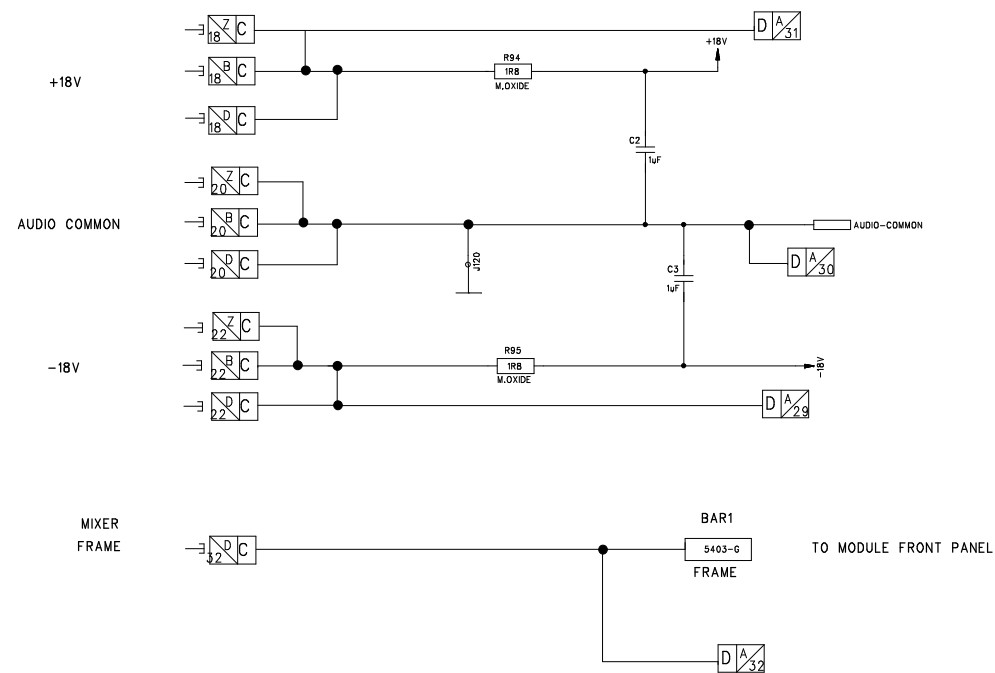 Z
18 C
D A
31
+18V
B
18 C
R94
1R8
M.OXIDE
+18V
D
18 C
C2
1uF
Z
20 C
AUDIO COMMON
B
20 C
AUDIO-COMMON
D
20 C
J120
D A
30
C3
1uF
Z
22 C
-18V
B
22 C
R95
1R8
M.OXIDE
-18V
D
22 C
D A
29
MIXER
FRAME
D
32 C
BAR1
5403-G
FRAME
TO MODULE FRONT PANEL
D A
32